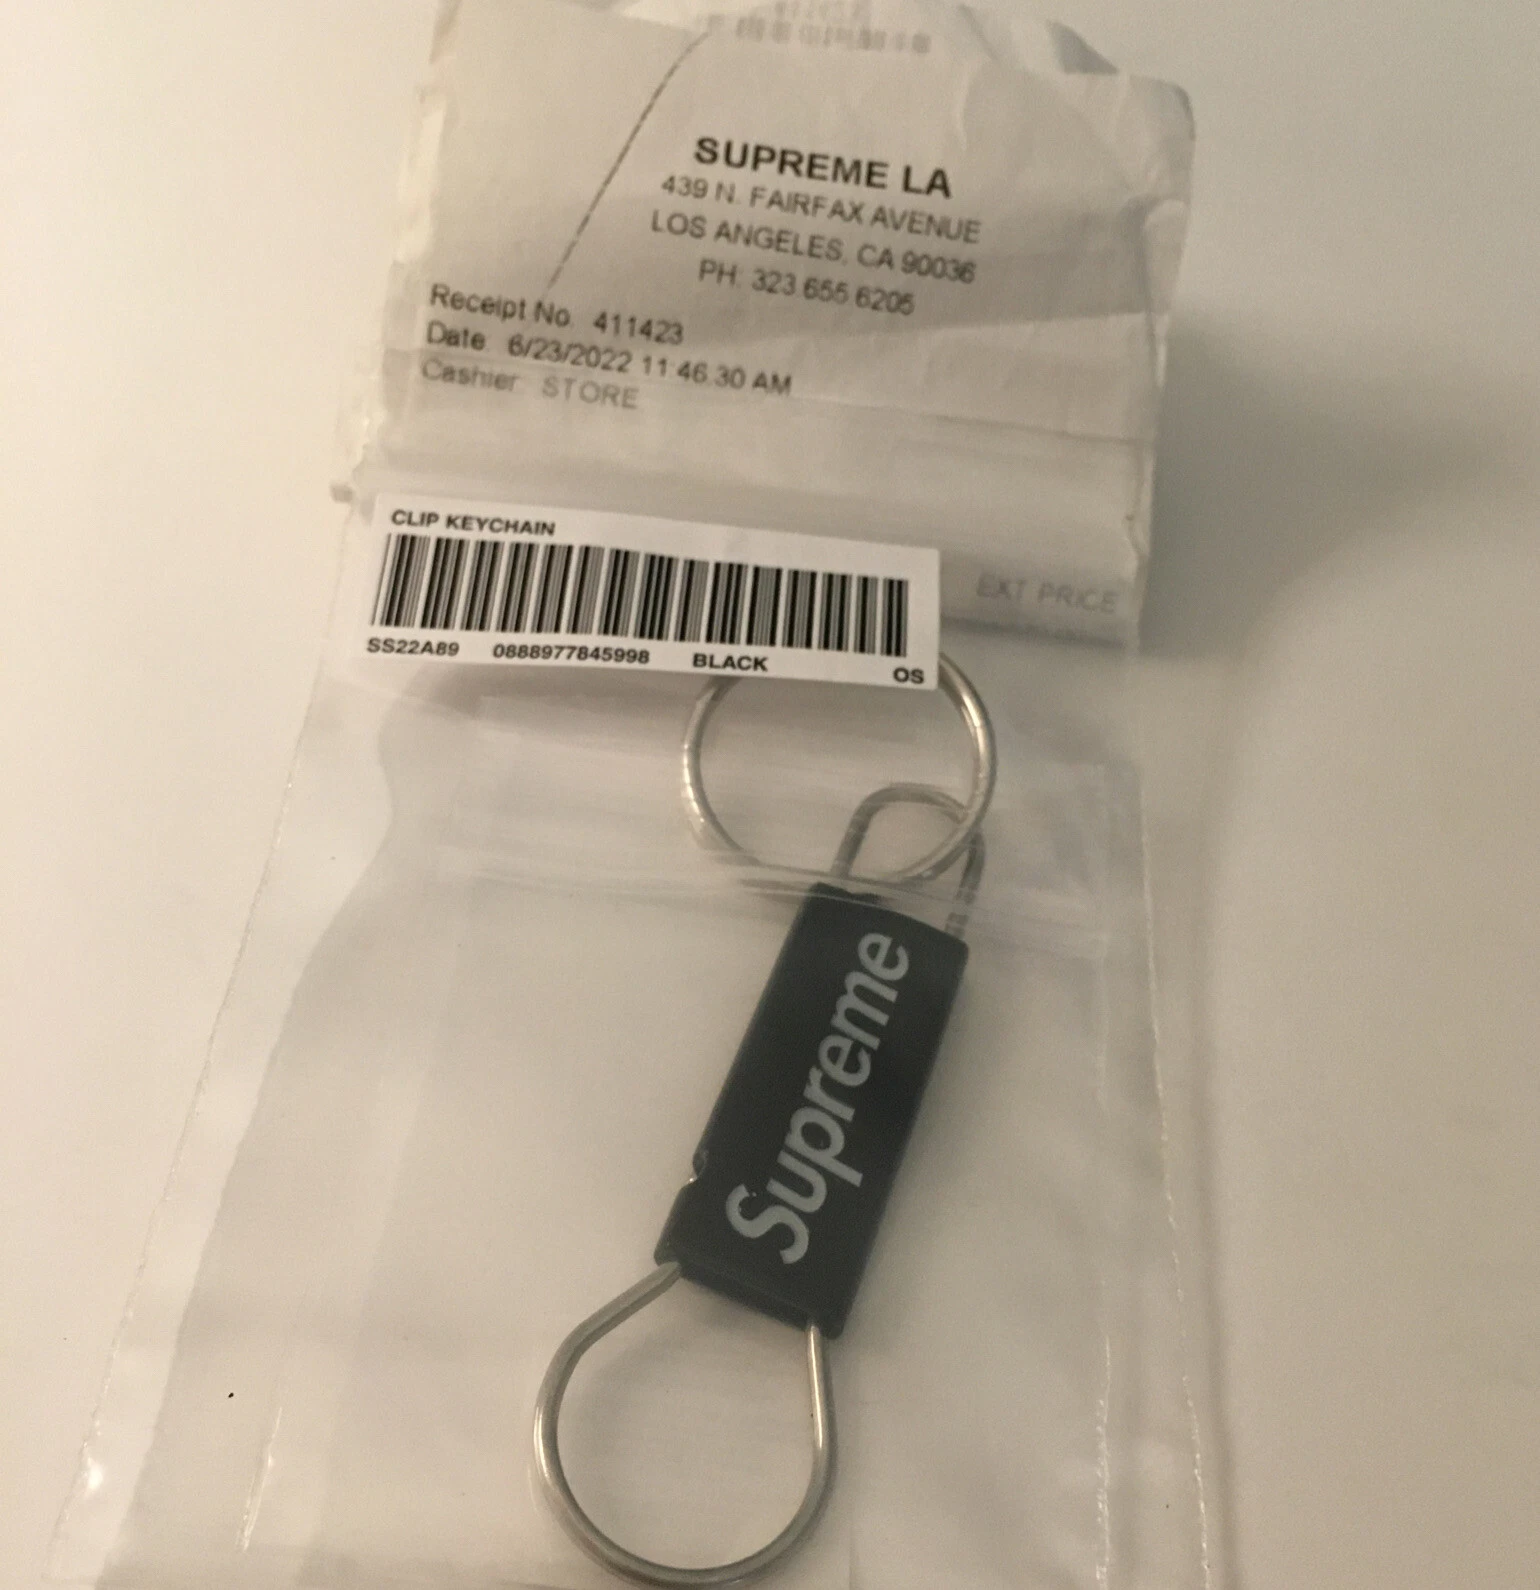 SUPREME LA
439 N. FAIRFAX AVENUE
LOS ANGELES, CA 90036
PH: 323 655 6205
Receipt No. 411423
Date: 6/23/2022 11:46:30 AM
Cashier: STORE
EXT PRICE
CLIP KEYCHAIN
SS22A89 0888977845998 BLACK OS
Supreme